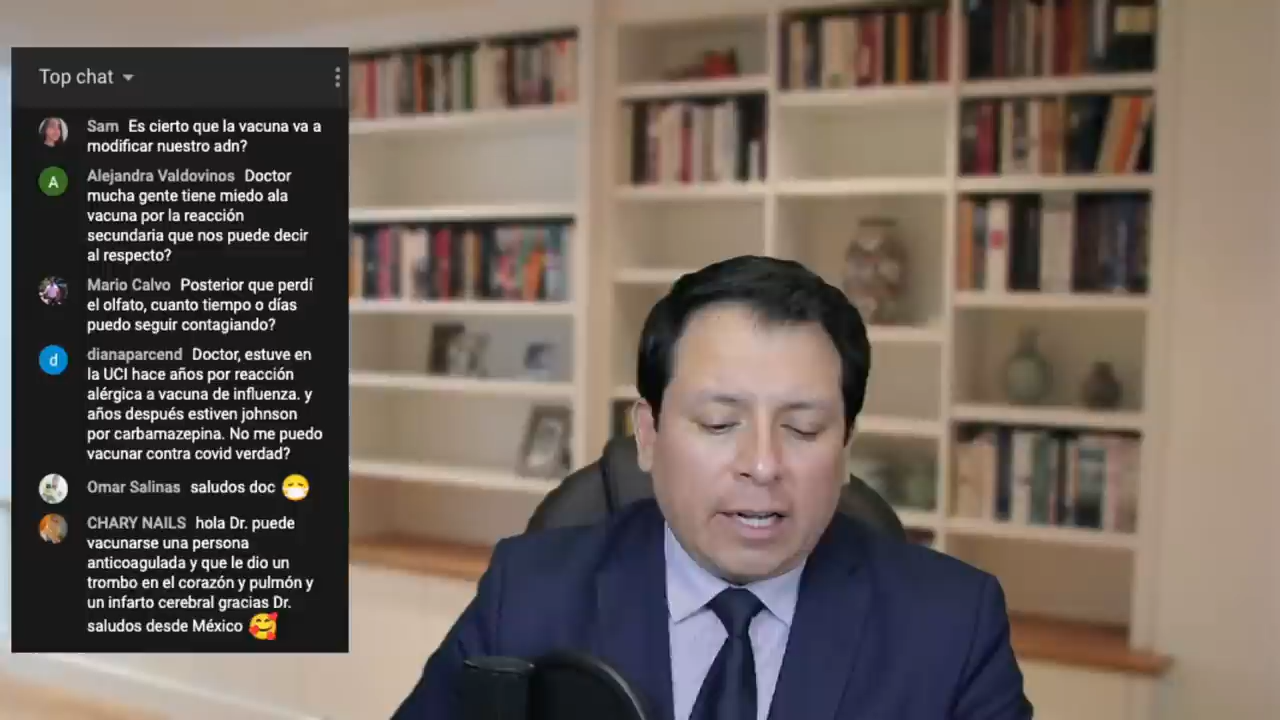 Top chat
Sam Es cierto que la vacuna va a
modificar nuestro adn?
A
Alejandra Valdovinos Doctor
mucha gente tiene miedo ala
vacuna por la reacción
secundaria que nos puede decir
al respecto?
Mario Calvo Posterior que perdí
el olfato, cuanto tiempo o días
puedo seguir contagiando?
d
dianaparcend Doctor, estuve en
la UCI hace años por reacción
alérgica a vacuna de influenza. y
años después estiven johnson
por carbamazepina. No me puedo
vacunar contra covid verdad?
Omar Salinas saludos doc 😷
CHARY NAILS hola Dr. puede
vacunarse una persona
anticoagulada y que le dio un
trombo en el corazón y pulmón y
un infarto cerebral gracias Dr.
saludos desde México 🥰